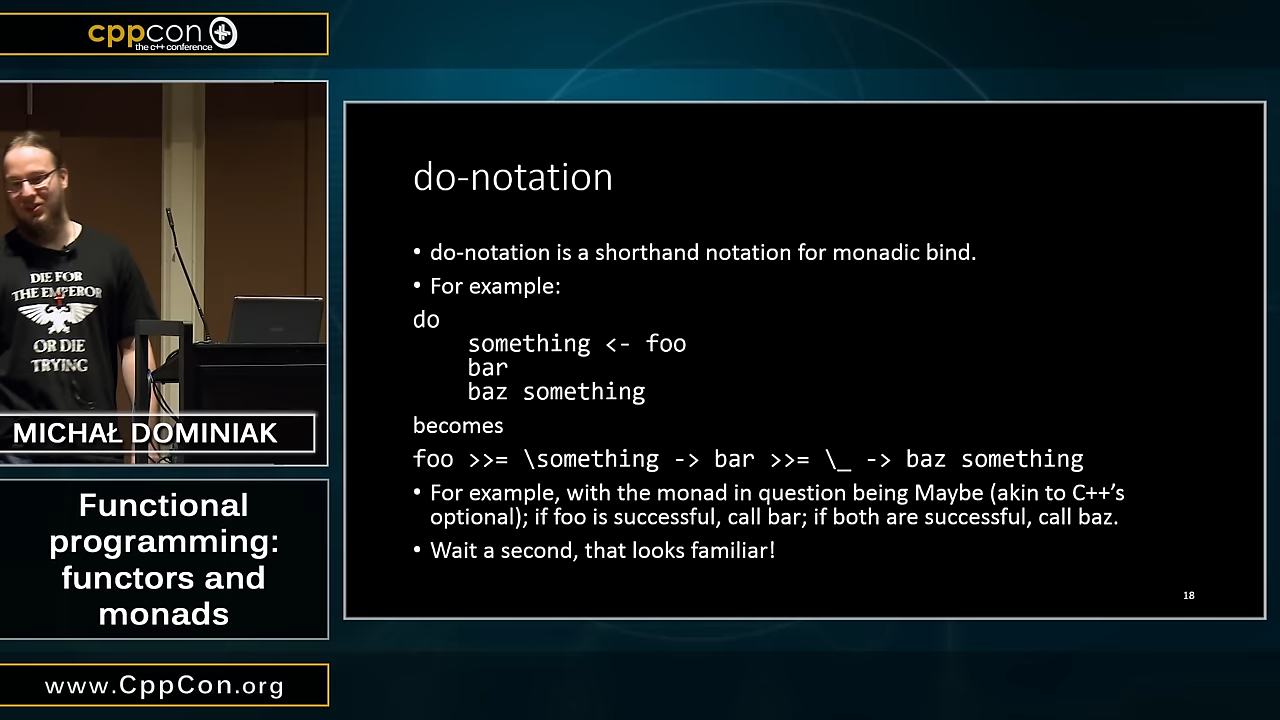 cppcon
the c++ conference
DIE FOR
THE EMPEROR
OR DIE
TRYING
MICHAŁ DOMINIAK
Functional
programming:
functors and
monads
www.CppCon.org
do-notation
• do-notation is a shorthand notation for monadic bind.
• For example:
do
something <- foo
bar
baz something
becomes
foo >>= \something -> bar >>= \_ -> baz something
• For example, with the monad in question being Maybe (akin to C++’s
optional); if foo is successful, call bar; if both are successful, call baz.
• Wait a second, that looks familiar!
18